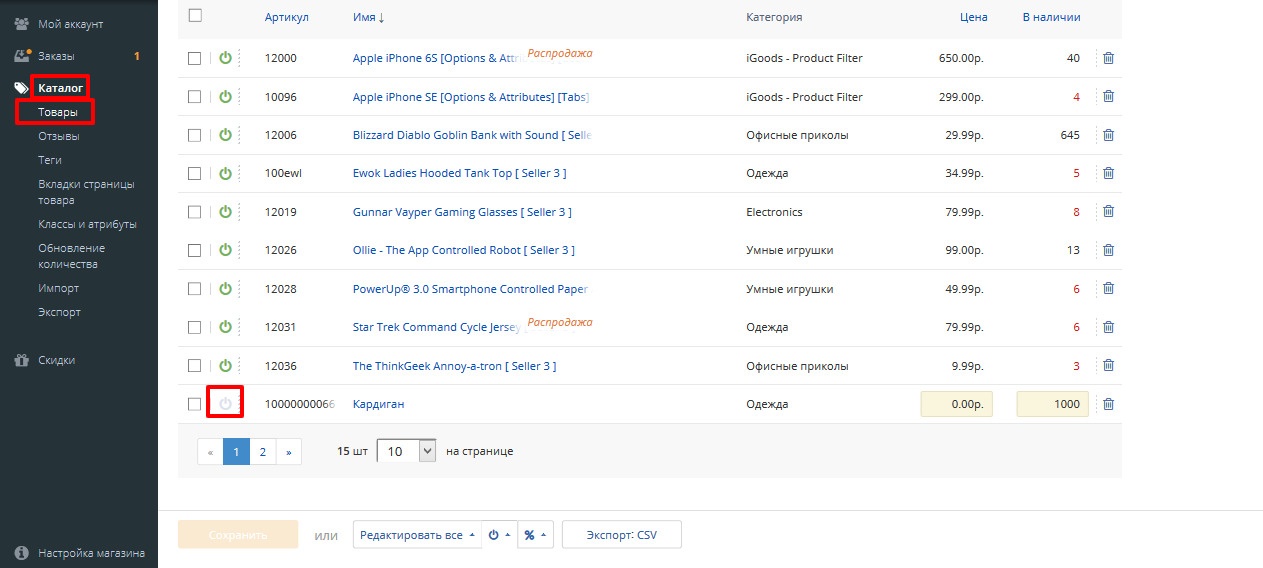 Мой аккаунт
Заказы 1
Каталог
Товары
Отзывы
Теги
Вкладки страницы
товара
Классы и атрибуты
Обновление
количества
Импорт
Экспорт
Скидки
Настройка магазина
Артикул Имя ↓ Категория Цена В наличии
12000 Apple iPhone 6S [Options & Attri Распродажа iGoods - Product Filter 650.00р. 40
10096 Apple iPhone SE [Options & Attributes] [Tabs] iGoods - Product Filter 299.00р. 4
12006 Blizzard Diablo Goblin Bank with Sound [ Selle Офисные приколы 29.99р. 645
100ewl Ewok Ladies Hooded Tank Top [ Seller 3 ] Одежда 34.99р. 5
12019 Gunnar Vayper Gaming Glasses [ Seller 3 ] Electronics 79.99р. 8
12026 Ollie - The App Controlled Robot [ Seller 3 ] Умные игрушки 99.00р. 13
12028 PowerUp® 3.0 Smartphone Controlled Paper Умные игрушки 49.99р. 6
12031 Star Trek Command Cycle Jersey Распродажа Одежда 79.99р. 6
12036 The ThinkGeek Annoy-a-tron [ Seller 3 ] Офисные приколы 9.99р. 3
10000000066 Кардиган Одежда 0.00р. 1000
« 1 2 » 15 шт 10 на странице
Сохранить или Редактировать все % Экспорт: CSV